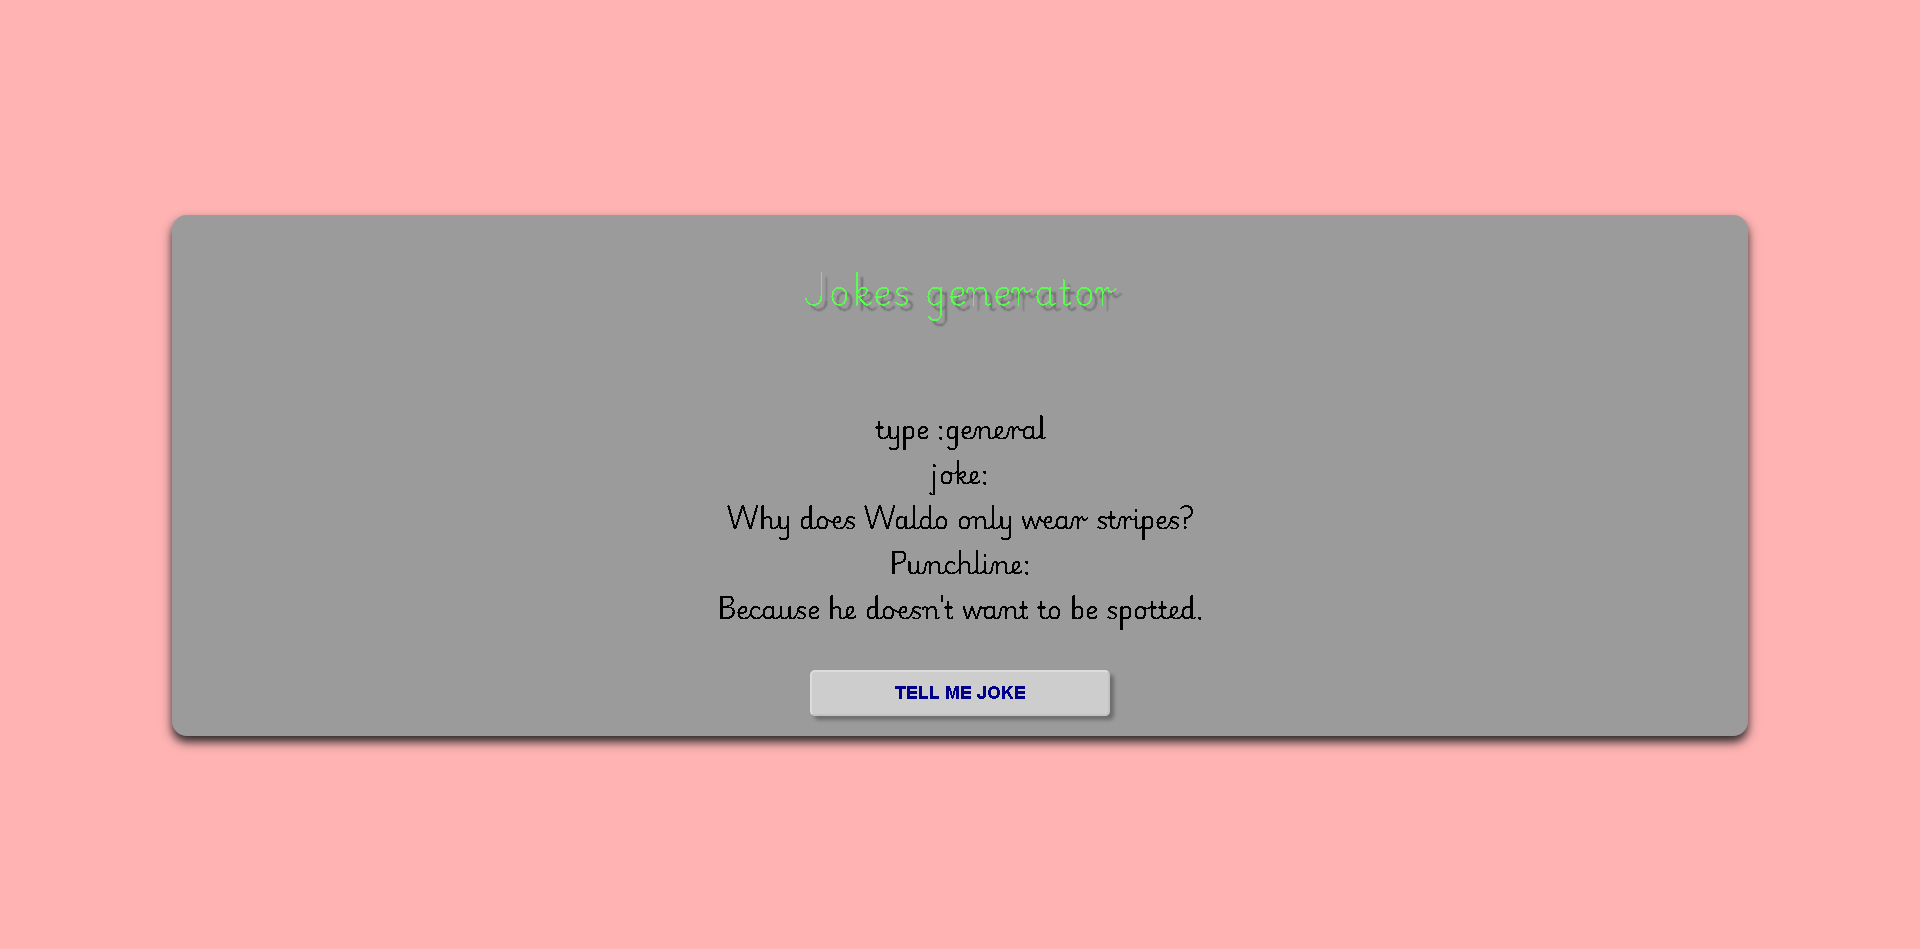 Jokes generator
type :general
joke:
Why does Waldo only wear stripes?
Punchline:
Because he doesn't want to be spotted.
TELL ME JOKE